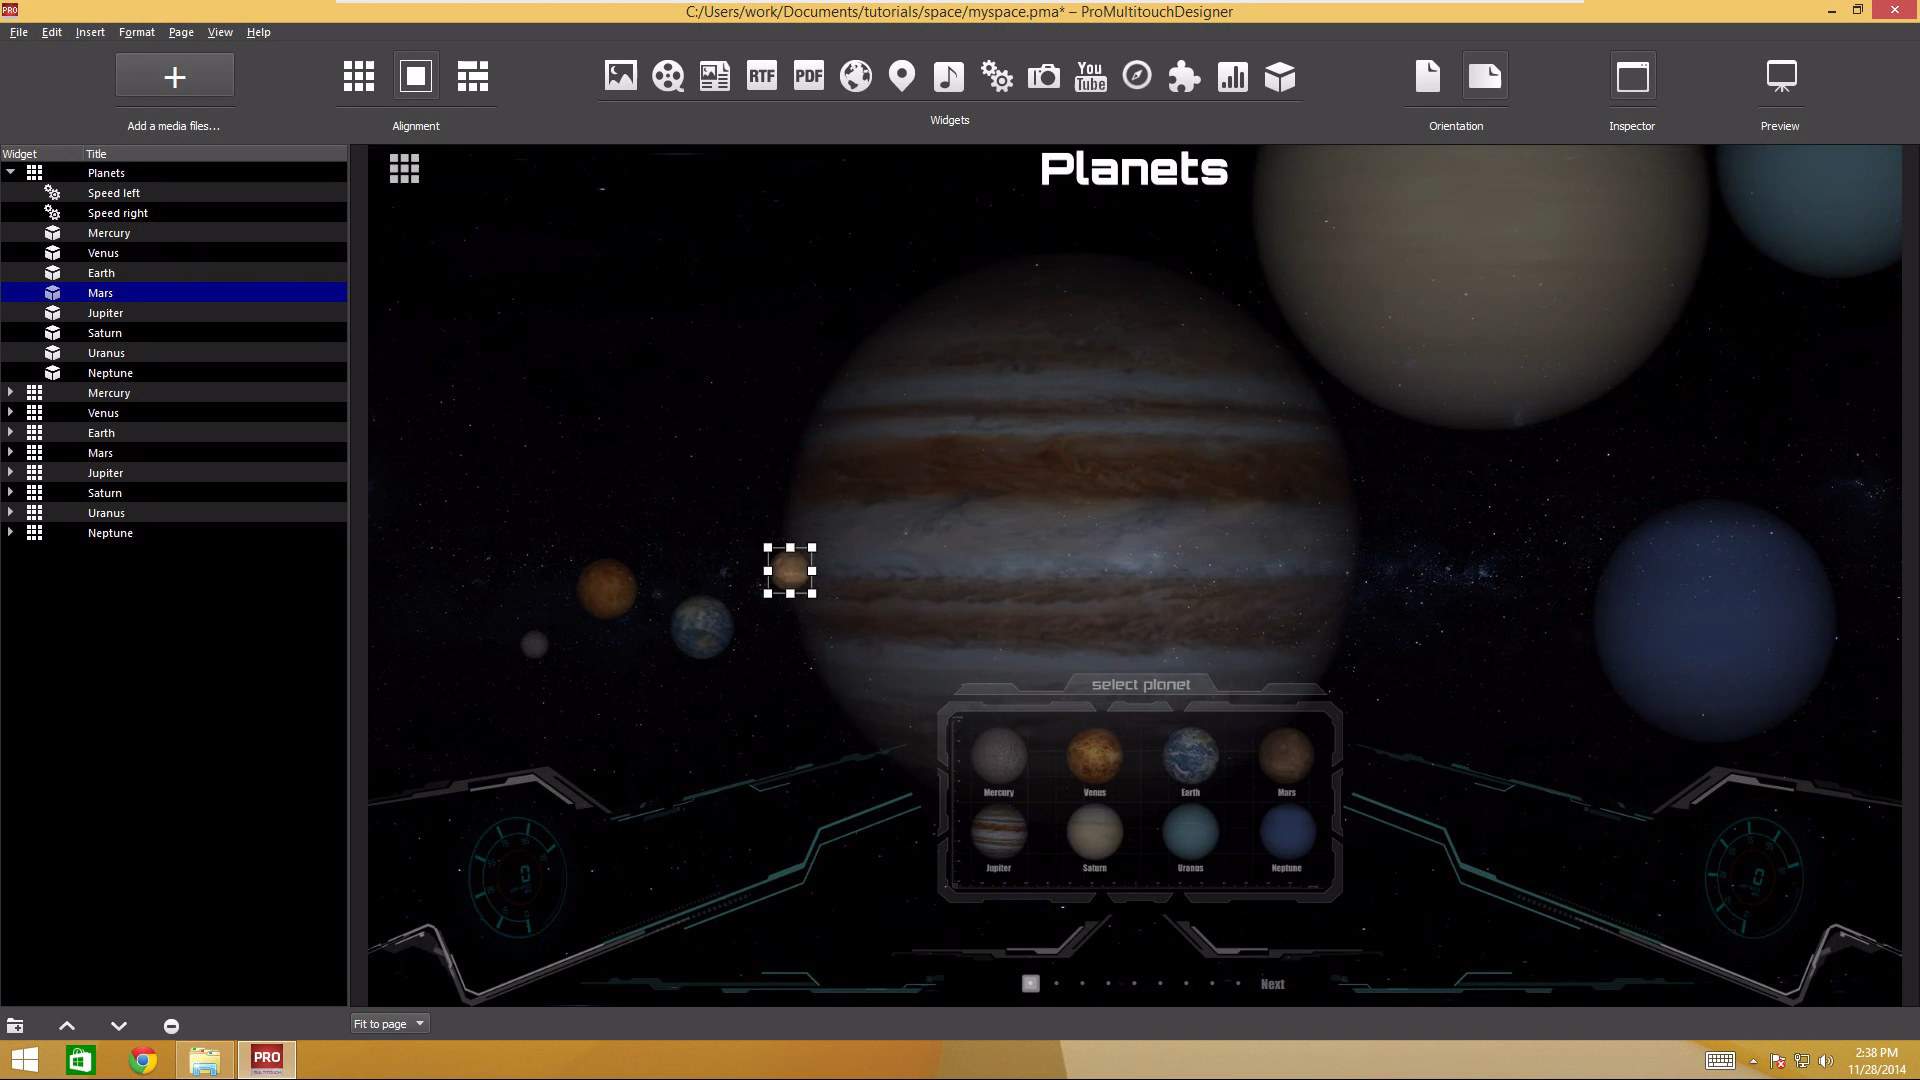 PRO
C:/Users/work/Documents/tutorials/space/myspace.pma* – ProMultitouchDesigner
File Edit Insert Format Page View Help
RTF
PDF
You
Tube
Add a media files...
Alignment
Widgets
Orientation
Inspector
Preview
Widget Title
Planets
Speed left
Speed right
Mercury
Venus
Earth
Mars
Jupiter
Saturn
Uranus
Neptune
Mercury
Venus
Earth
Mars
Jupiter
Saturn
Uranus
Neptune
Planets
select planet
Mercury Venus Earth Mars
Jupiter Saturn Uranus Neptune
0
0
Next
Fit to page
PRO
MULTITOUCH
2:38 PM
11/28/2014